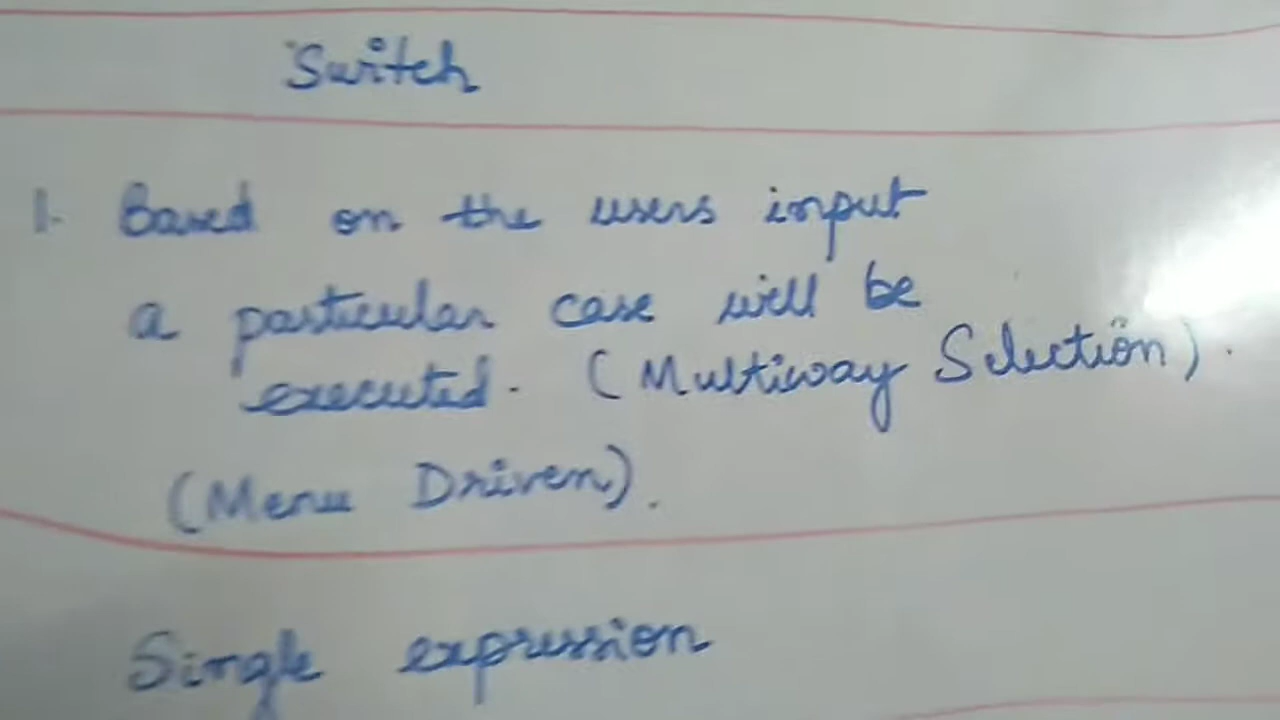 Switch
1. Based on the users input
a particular case will be
executed. (Multiway Selection).
(Menu Driven).
Single expression